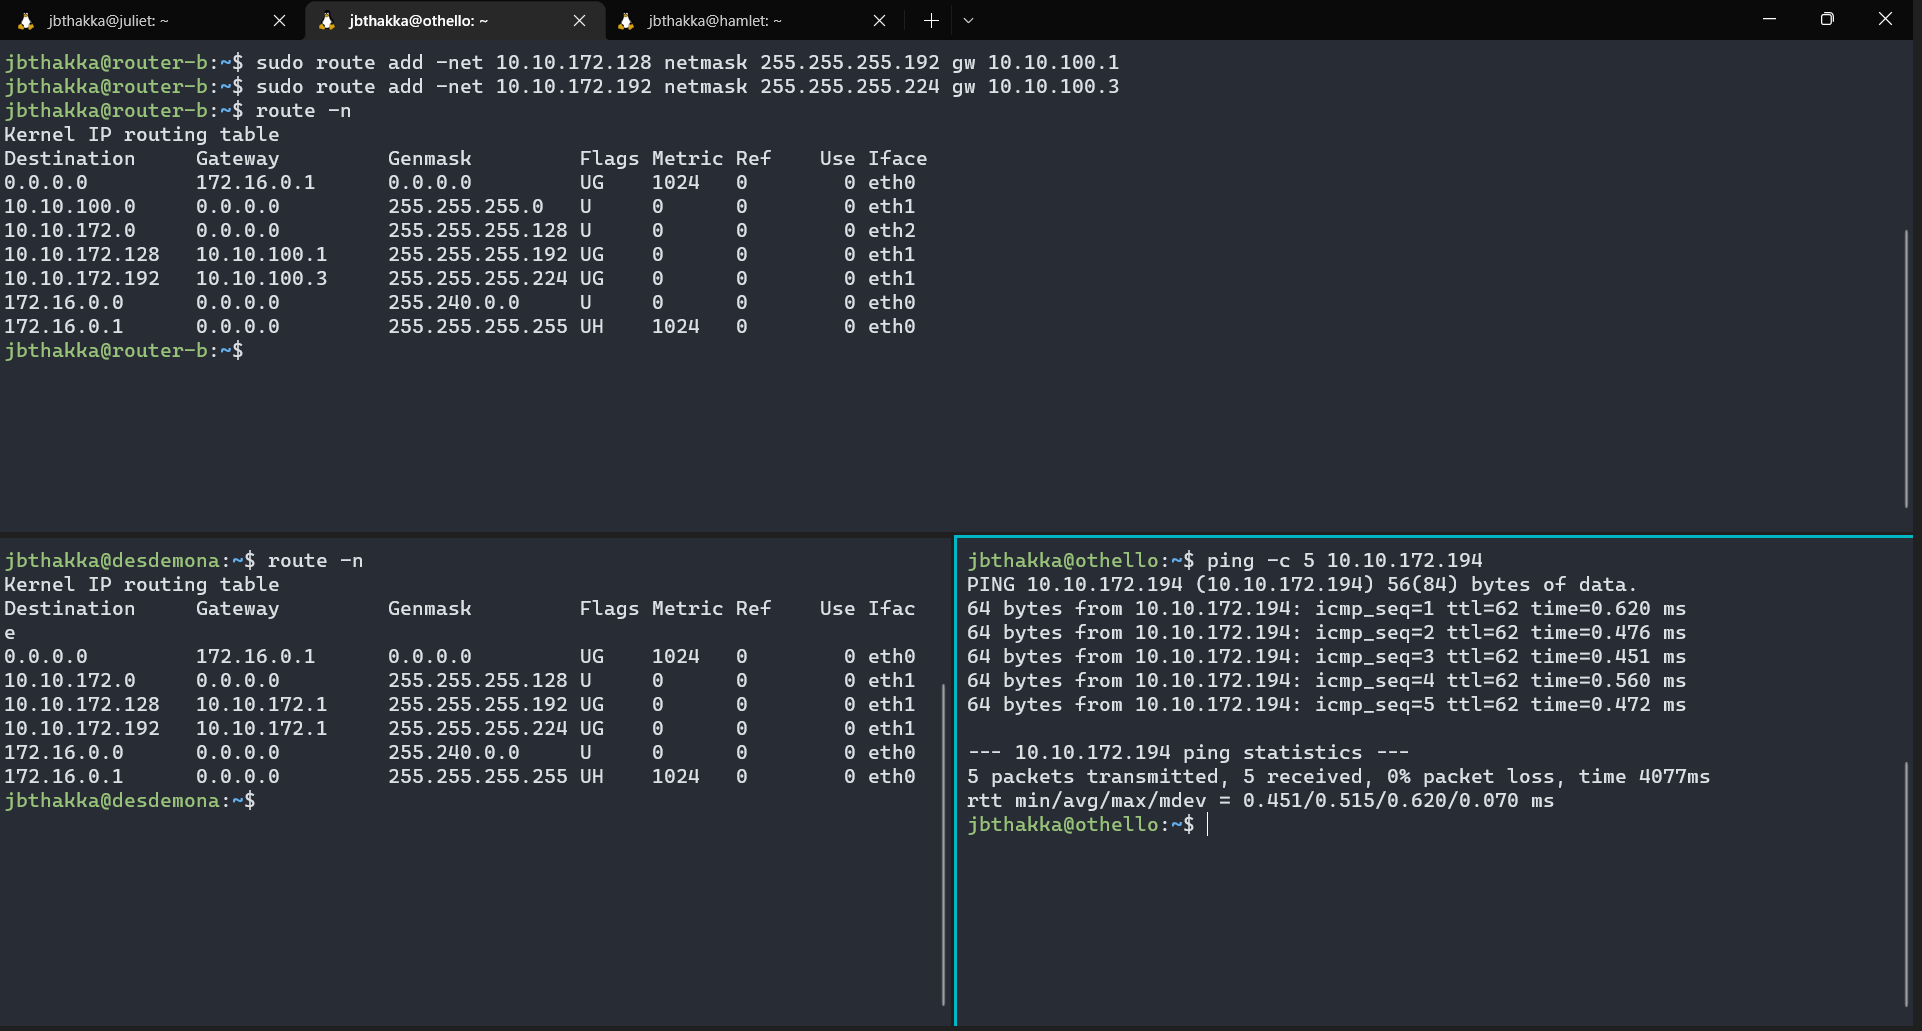 jbthakka@juliet: ~
jbthakka@othello: ~
jbthakka@hamlet: ~
jbthakka@router-b:~$ sudo route add -net 10.10.172.128 netmask 255.255.255.192 gw 10.10.100.1
jbthakka@router-b:~$ sudo route add -net 10.10.172.192 netmask 255.255.255.224 gw 10.10.100.3
jbthakka@router-b:~$ route -n
Kernel IP routing table
Destination     Gateway         Genmask         Flags Metric Ref    Use Iface
0.0.0.0         172.16.0.1      0.0.0.0         UG    1024   0        0 eth0
10.10.100.0     0.0.0.0         255.255.255.0   U     0      0        0 eth1
10.10.172.0     0.0.0.0         255.255.255.128 U     0      0        0 eth2
10.10.172.128   10.10.100.1     255.255.255.192 UG    0      0        0 eth1
10.10.172.192   10.10.100.3     255.255.255.224 UG    0      0        0 eth1
172.16.0.0      0.0.0.0         255.240.0.0     U     0      0        0 eth0
172.16.0.1      0.0.0.0         255.255.255.255 UH    1024   0        0 eth0
jbthakka@router-b:~$
jbthakka@desdemona:~$ route -n
Kernel IP routing table
Destination     Gateway         Genmask         Flags Metric Ref    Use Ifac
e
0.0.0.0         172.16.0.1      0.0.0.0         UG    1024   0        0 eth0
10.10.172.0     0.0.0.0         255.255.255.128 U     0      0        0 eth1
10.10.172.128   10.10.172.1     255.255.255.192 UG    0      0        0 eth1
10.10.172.192   10.10.172.1     255.255.255.224 UG    0      0        0 eth1
172.16.0.0      0.0.0.0         255.240.0.0     U     0      0        0 eth0
172.16.0.1      0.0.0.0         255.255.255.255 UH    1024   0        0 eth0
jbthakka@desdemona:~$
jbthakka@othello:~$ ping -c 5 10.10.172.194
PING 10.10.172.194 (10.10.172.194) 56(84) bytes of data.
64 bytes from 10.10.172.194: icmp_seq=1 ttl=62 time=0.620 ms
64 bytes from 10.10.172.194: icmp_seq=2 ttl=62 time=0.476 ms
64 bytes from 10.10.172.194: icmp_seq=3 ttl=62 time=0.451 ms
64 bytes from 10.10.172.194: icmp_seq=4 ttl=62 time=0.560 ms
64 bytes from 10.10.172.194: icmp_seq=5 ttl=62 time=0.472 ms
--- 10.10.172.194 ping statistics ---
5 packets transmitted, 5 received, 0% packet loss, time 4077ms
rtt min/avg/max/mdev = 0.451/0.515/0.620/0.070 ms
jbthakka@othello:~$